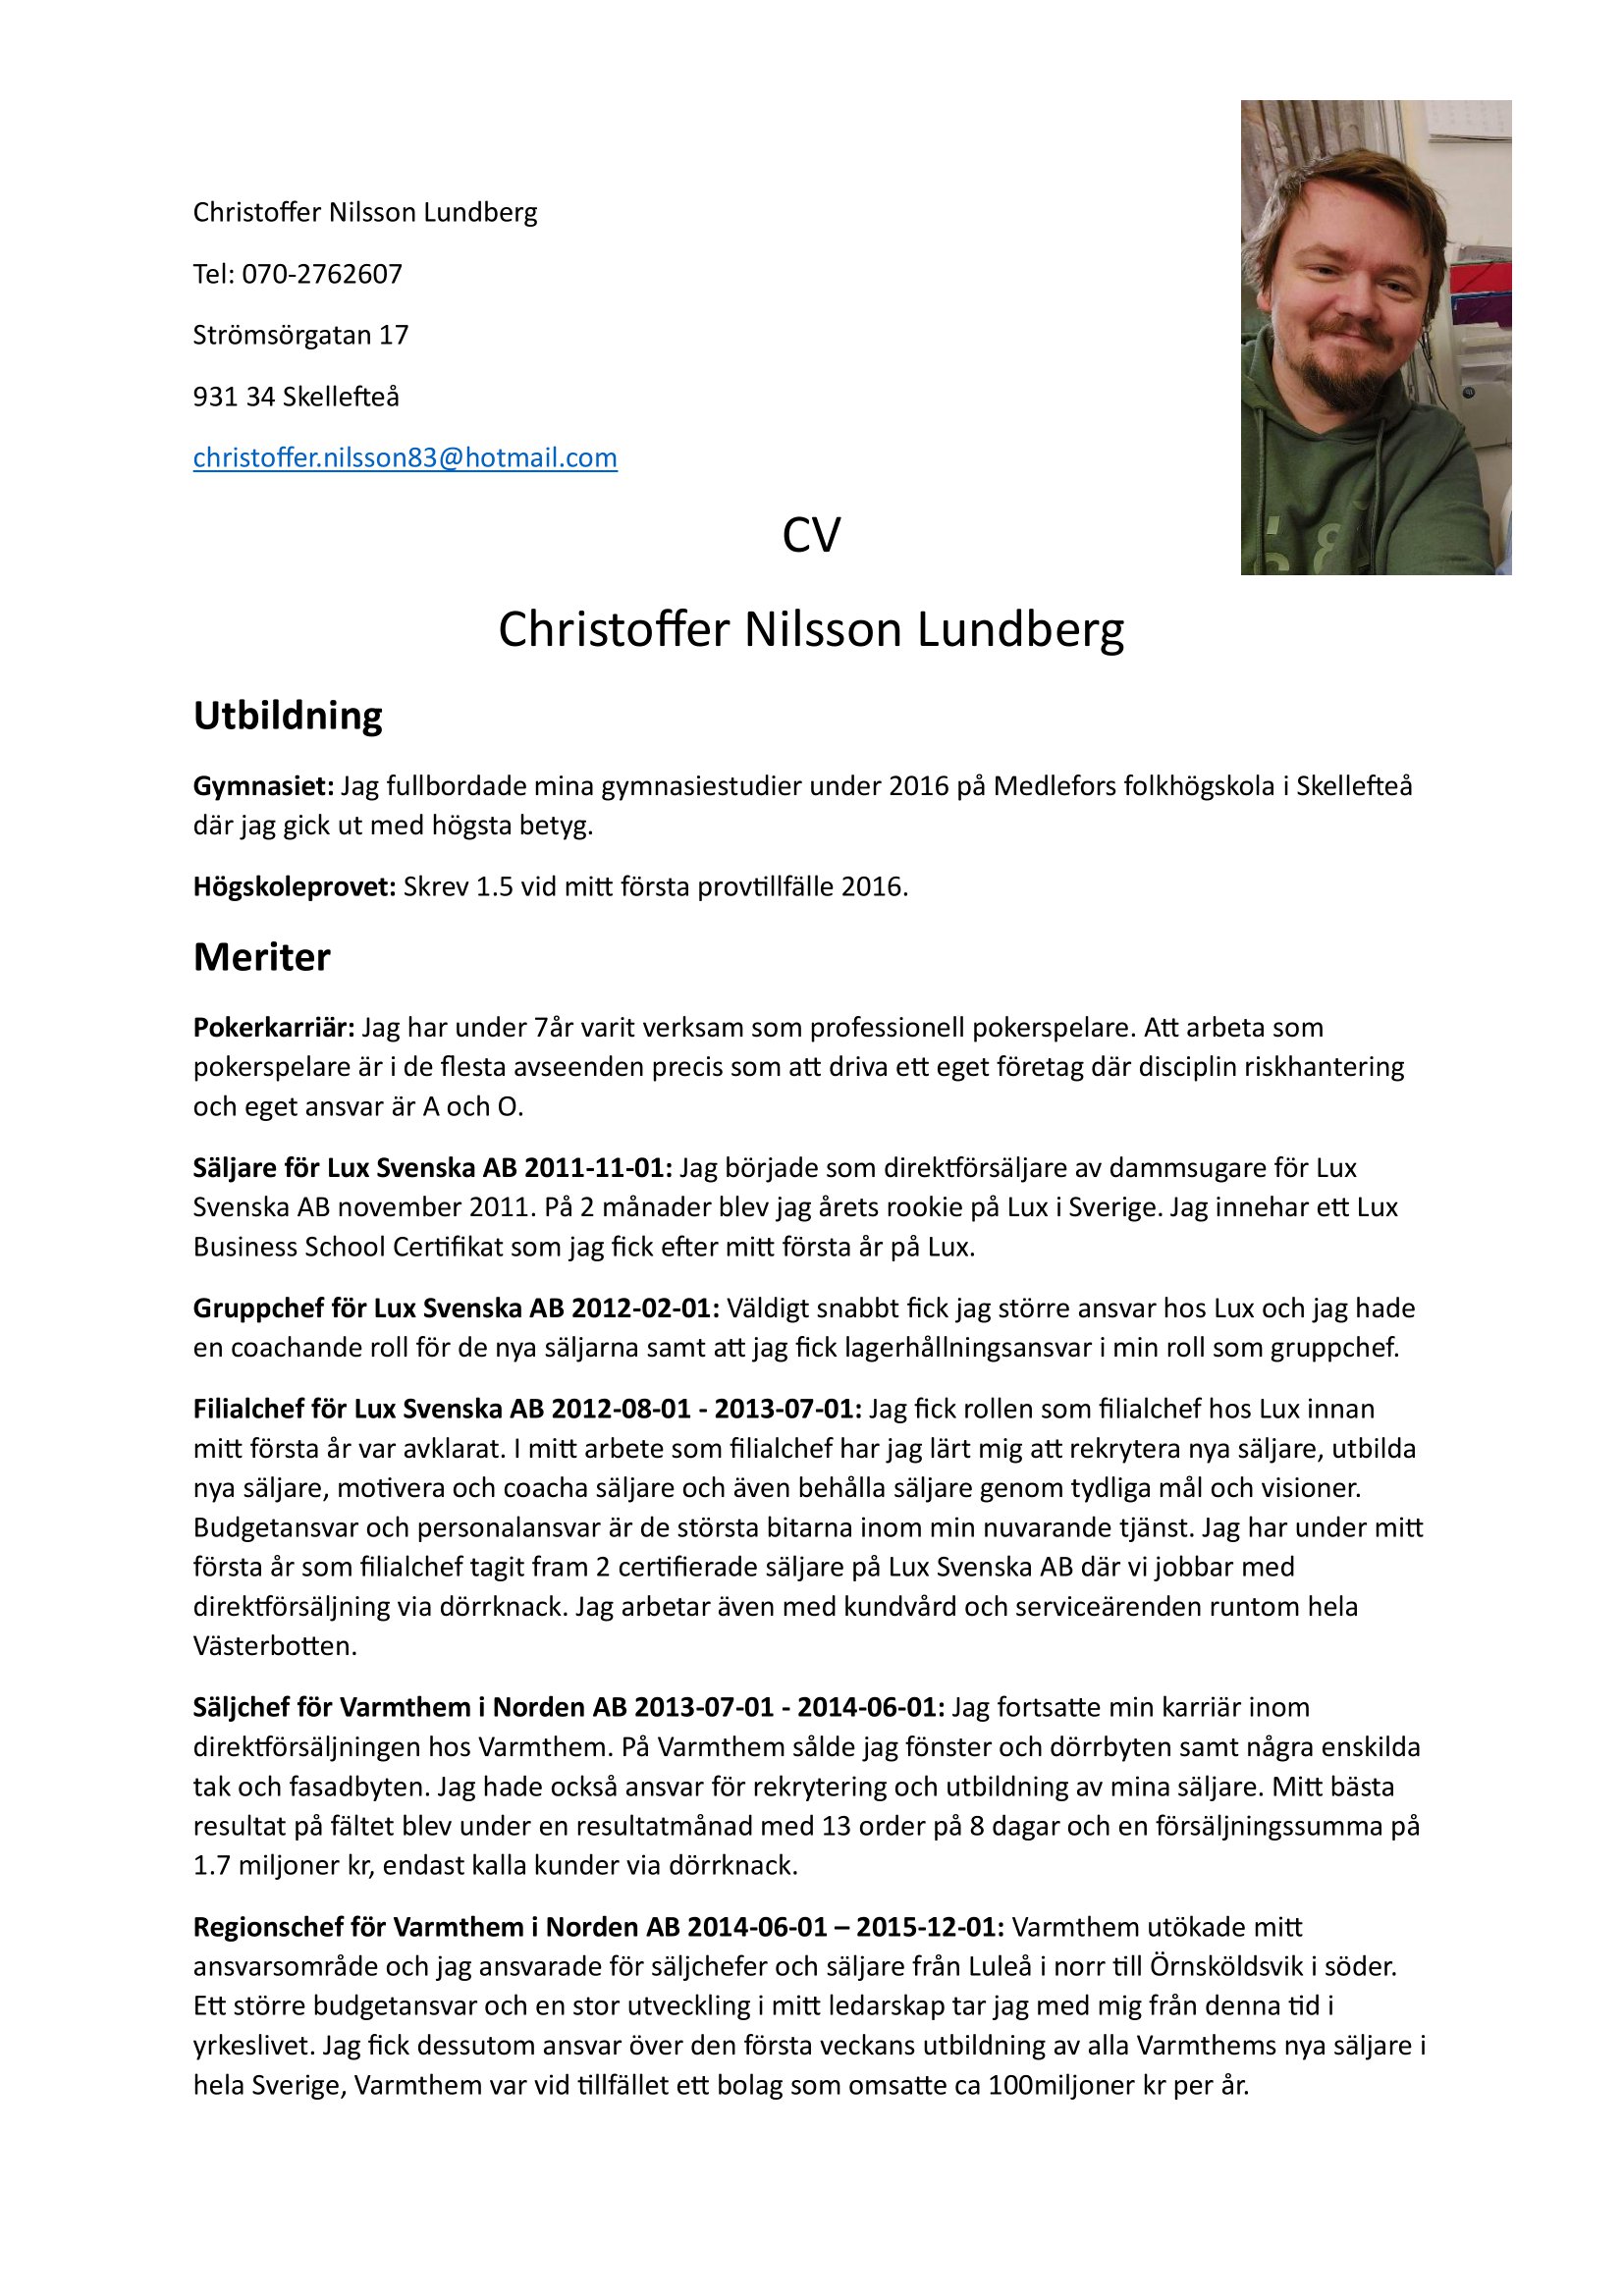 Christoffer Nilsson Lundberg
Tel: 070-2762607
Strömsörgatan 17
931 34 Skellefteå
christoffer.nilsson83@hotmail.com
CV
Christoffer Nilsson Lundberg
Utbildning
Gymnasiet: Jag fullbordade mina gymnasiestudier under 2016 på Medlefors folkhögskola i Skellefteå
där jag gick ut med högsta betyg.
Högskoleprovet: Skrev 1.5 vid mitt första provtillfälle 2016.
Meriter
Pokerkarriär: Jag har under 7år varit verksam som professionell pokerspelare. Att arbeta som
pokerspelare är i de flesta avseenden precis som att driva ett eget företag där disciplin riskhantering
och eget ansvar är A och O.
Säljare för Lux Svenska AB 2011-11-01: Jag började som direktförsäljare av dammsugare för Lux
Svenska AB november 2011. På 2 månader blev jag årets rookie på Lux i Sverige. Jag innehar ett Lux
Business School Certifikat som jag fick efter mitt första år på Lux.
Gruppchef för Lux Svenska AB 2012-02-01: Väldigt snabbt fick jag större ansvar hos Lux och jag hade
en coachande roll för de nya säljarna samt att jag fick lagerhållningsansvar i min roll som gruppchef.
Filialchef för Lux Svenska AB 2012-08-01 - 2013-07-01: Jag fick rollen som filialchef hos Lux innan
mitt första år var avklarat. I mitt arbete som filialchef har jag lärt mig att rekrytera nya säljare, utbilda
nya säljare, motivera och coacha säljare och även behålla säljare genom tydliga mål och visioner.
Budgetansvar och personalansvar är de största bitarna inom min nuvarande tjänst. Jag har under mitt
första år som filialchef tagit fram 2 certifierade säljare på Lux Svenska AB där vi jobbar med
direktförsäljning via dörrknack. Jag arbetar även med kundvård och serviceärenden runtom hela
Västerbotten.
Säljchef för Varmthem i Norden AB 2013-07-01 - 2014-06-01: Jag fortsatte min karriär inom
direktförsäljningen hos Varmthem. På Varmthem sålde jag fönster och dörrbyten samt några enskilda
tak och fasadbyten. Jag hade också ansvar för rekrytering och utbildning av mina säljare. Mitt bästa
resultat på fältet blev under en resultatmånad med 13 order på 8 dagar och en försäljningssumma på
1.7 miljoner kr, endast kalla kunder via dörrknack.
Regionschef för Varmthem i Norden AB 2014-06-01 – 2015-12-01: Varmthem utökade mitt
ansvarsområde och jag ansvarade för säljchefer och säljare från Luleå i norr till Örnsköldsvik i söder.
Ett större budgetansvar och en stor utveckling i mitt ledarskap tar jag med mig från denna tid i
yrkeslivet. Jag fick dessutom ansvar över den första veckans utbildning av alla Varmthems nya säljare i
hela Sverige, Varmthem var vid tillfället ett bolag som omsatte ca 100miljoner kr per år.